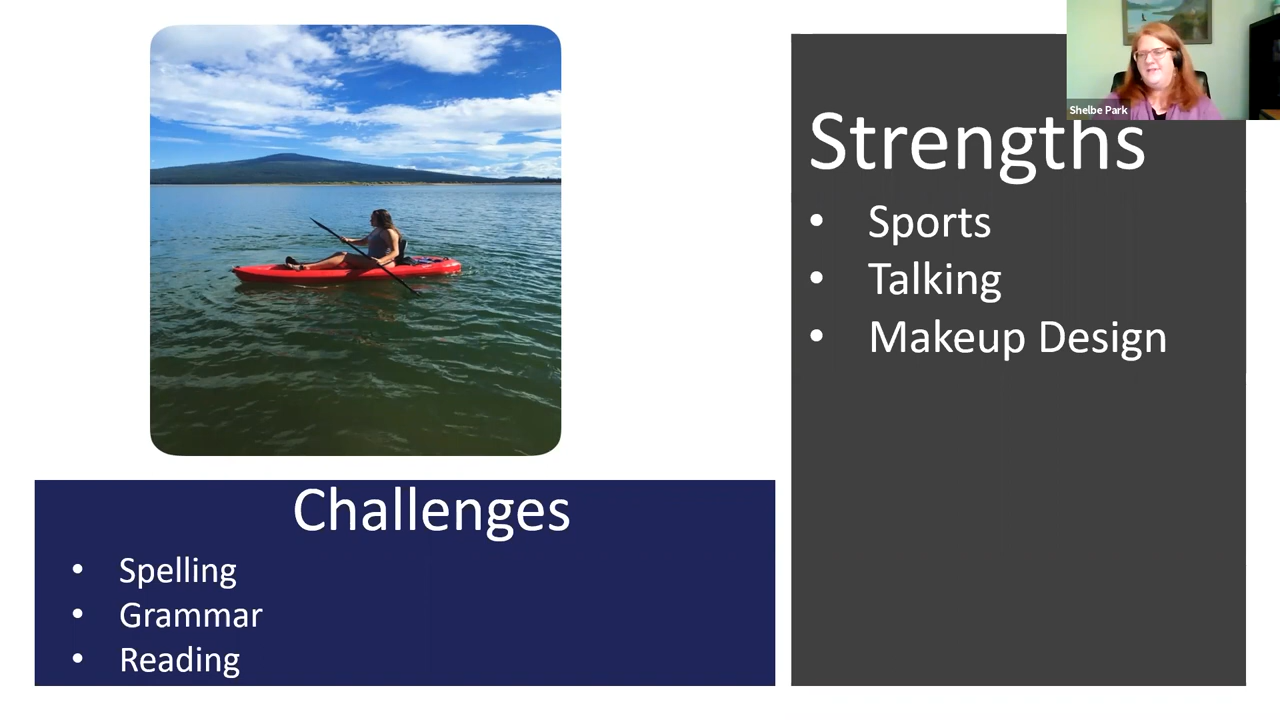 Shelbe Park
Strengths
• Sports
• Talking
• Makeup Design
Challenges
• Spelling
• Grammar
• Reading